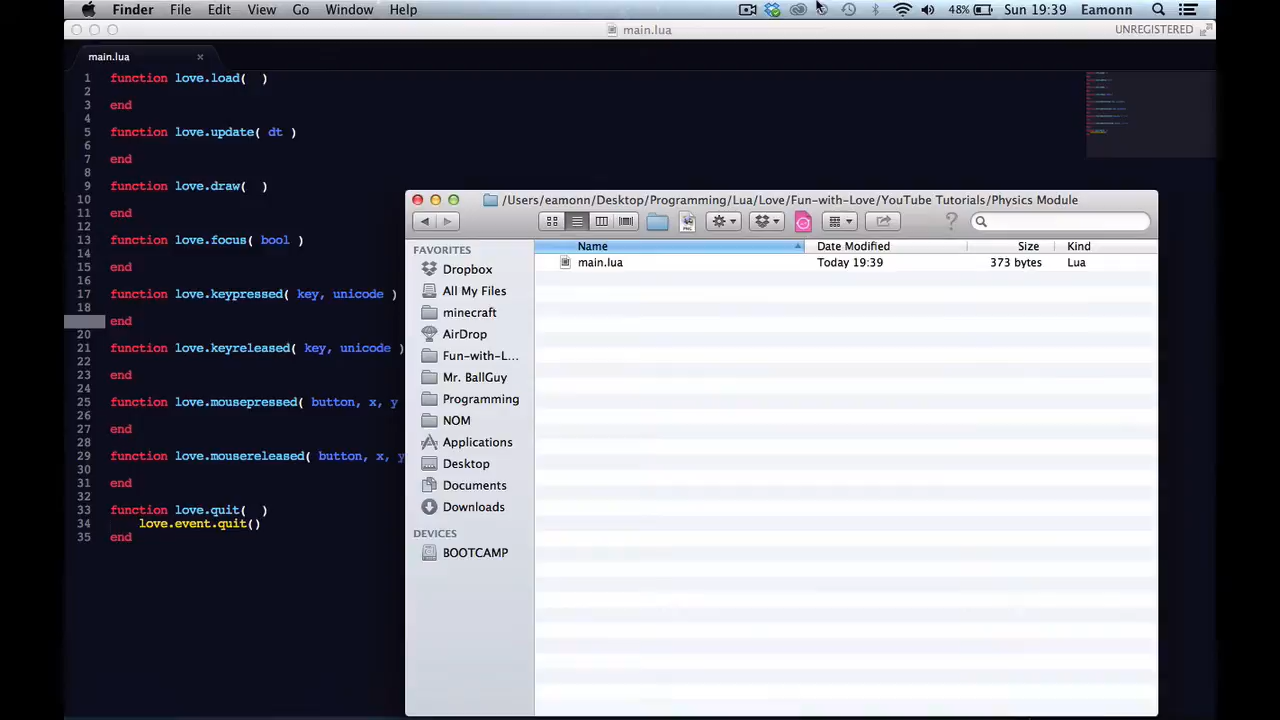 Finder File Edit View Go Window Help 48% Sun 19:39 Eamonn
main.lua UNREGISTERED
main.lua
1 function love.load( )
2
3 end
4
5 function love.update( dt )
6
7 end
8
9 function love.draw( )
10
11 end
12
13 function love.focus( bool )
14
15 end
16
17 function love.keypressed( key, unicode )
18
end
20
21 function love.keyreleased( key, unicode )
22
23 end
24
25 function love.mousepressed( button, x, y
26
27 end
28
29 function love.mousereleased( button, x, y
30
31 end
32
33 function love.quit( )
34 love.event.quit()
35 end
/Users/eamonn/Desktop/Programming/Lua/Love/Fun-with-Love/YouTube Tutorials/Physics Module
FAVORITES
Dropbox
All My Files
minecraft
AirDrop
Fun-with-L...
Mr. BallGuy
Programming
NOM
Applications
Desktop
Documents
Downloads
DEVICES
BOOTCAMP
Name Date Modified Size Kind
main.lua Today 19:39 373 bytes Lua